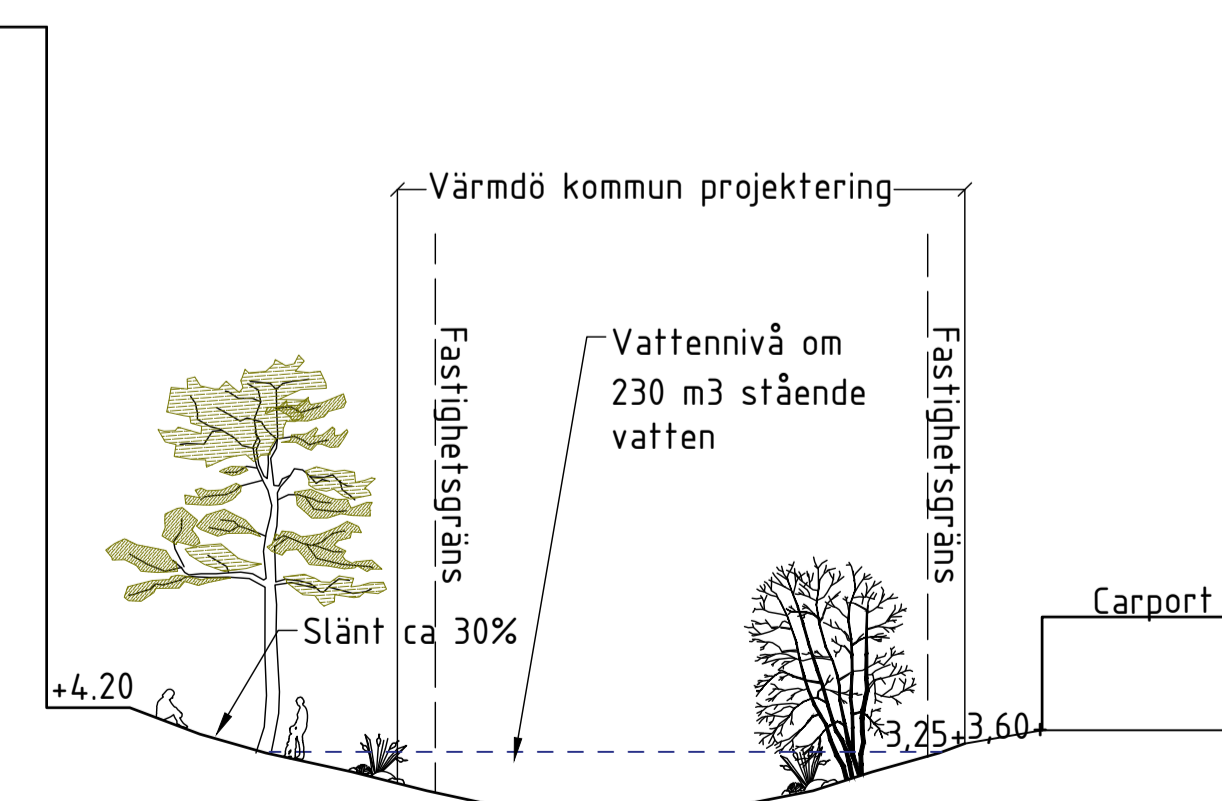 Värmdö kommun projektering
Fastighetsgräns
Vattennivå om
230 m3 stående
vatten
Fastighetsgräns
Carport
Slänt ca 30%
+4.20
3,25+
3,60+